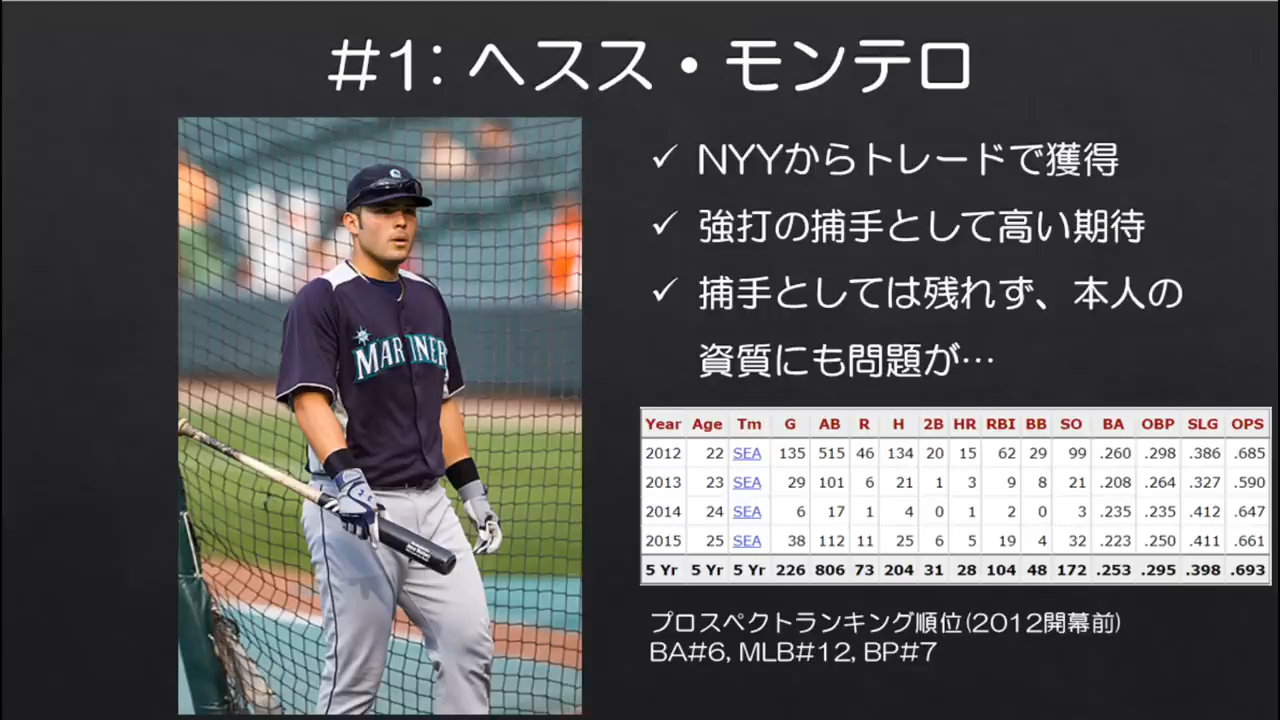 #1: ヘスス・モンテロ
✓ NYYからトレードで獲得
✓ 強打の捕手として高い期待
✓ 捕手としては残れず、本人の
資質にも問題が…
MARINER
Year Age Tm G AB R H 2B HR RBI BB SO BA OBP SLG OPS
2012 22 SEA 135 515 46 134 20 15 62 29 99 .260 .298 .386 .685
2013 23 SEA 29 101 6 21 1 3 9 8 21 .208 .264 .327 .590
2014 24 SEA 6 17 1 4 0 1 2 0 3 .235 .235 .412 .647
2015 25 SEA 38 112 11 25 6 5 19 4 32 .223 .250 .411 .661
5 Yr 5 Yr 5 Yr 226 806 73 204 31 28 104 48 172 .253 .295 .398 .693
プロスペクトランキング順位(2012開幕前)
BA#6, MLB#12, BP#7